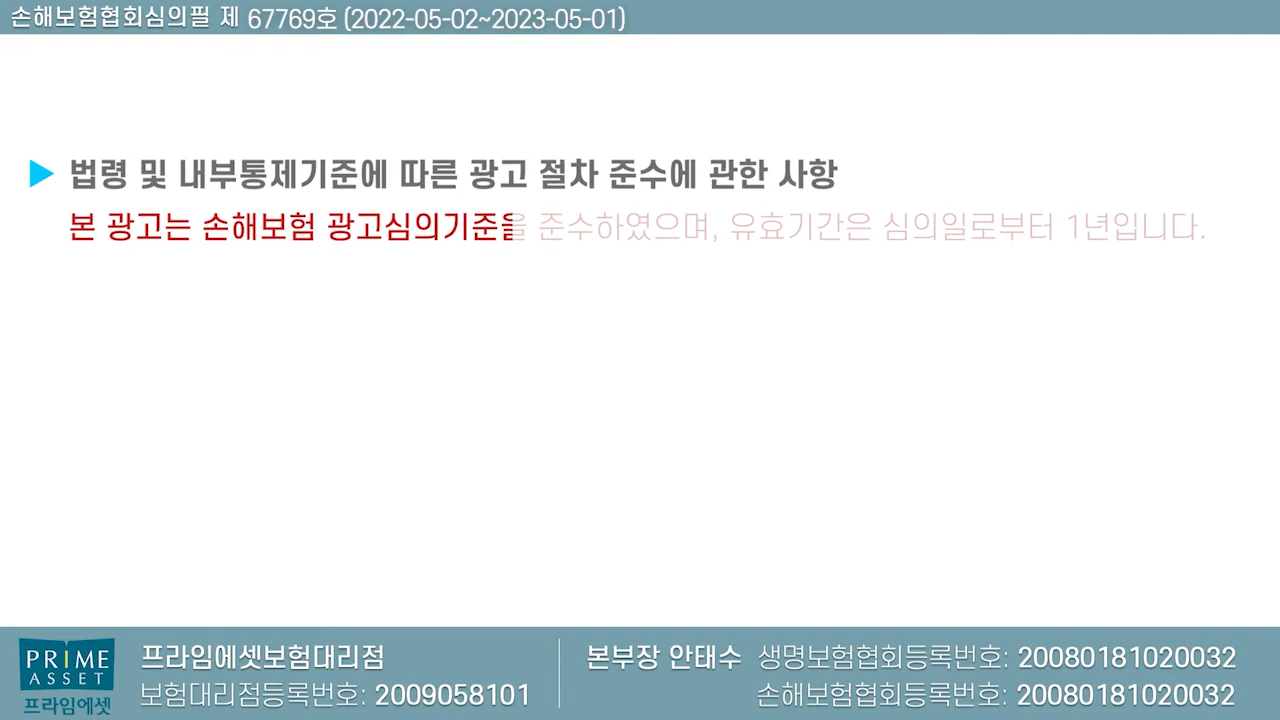 손해보험협회심의필 제 67769호 (2022-05-02~2023-05-01)
▶ 법령 및 내부통제기준에 따른 광고 절차 준수에 관한 사항
본 광고는 손해보험 광고심의기준을 준수하였으며, 유효기간은 심의일로부터 1년입니다.
PRIME
ASSET
프라임에셋
프라임에셋보험대리점
보험대리점등록번호: 2009058101
본부장 안태수 생명보험협회등록번호: 20080181020032
손해보험협회등록번호: 20080181020032